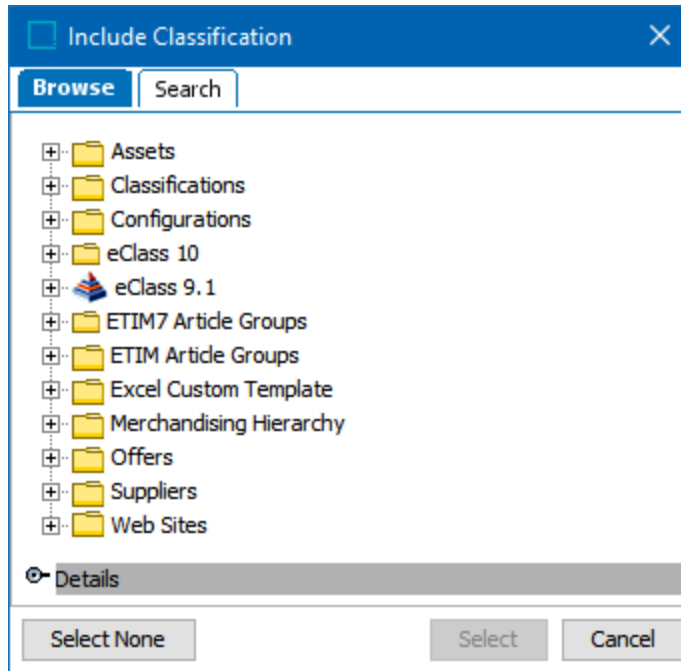 Include Classification
Browse Search
Assets
Classifications
Configurations
eClass 10
eClass 9.1
ETIM7 Article Groups
ETIM Article Groups
Excel Custom Template
Merchandising Hierarchy
Offers
Suppliers
Web Sites
Details
Select None Select Cancel